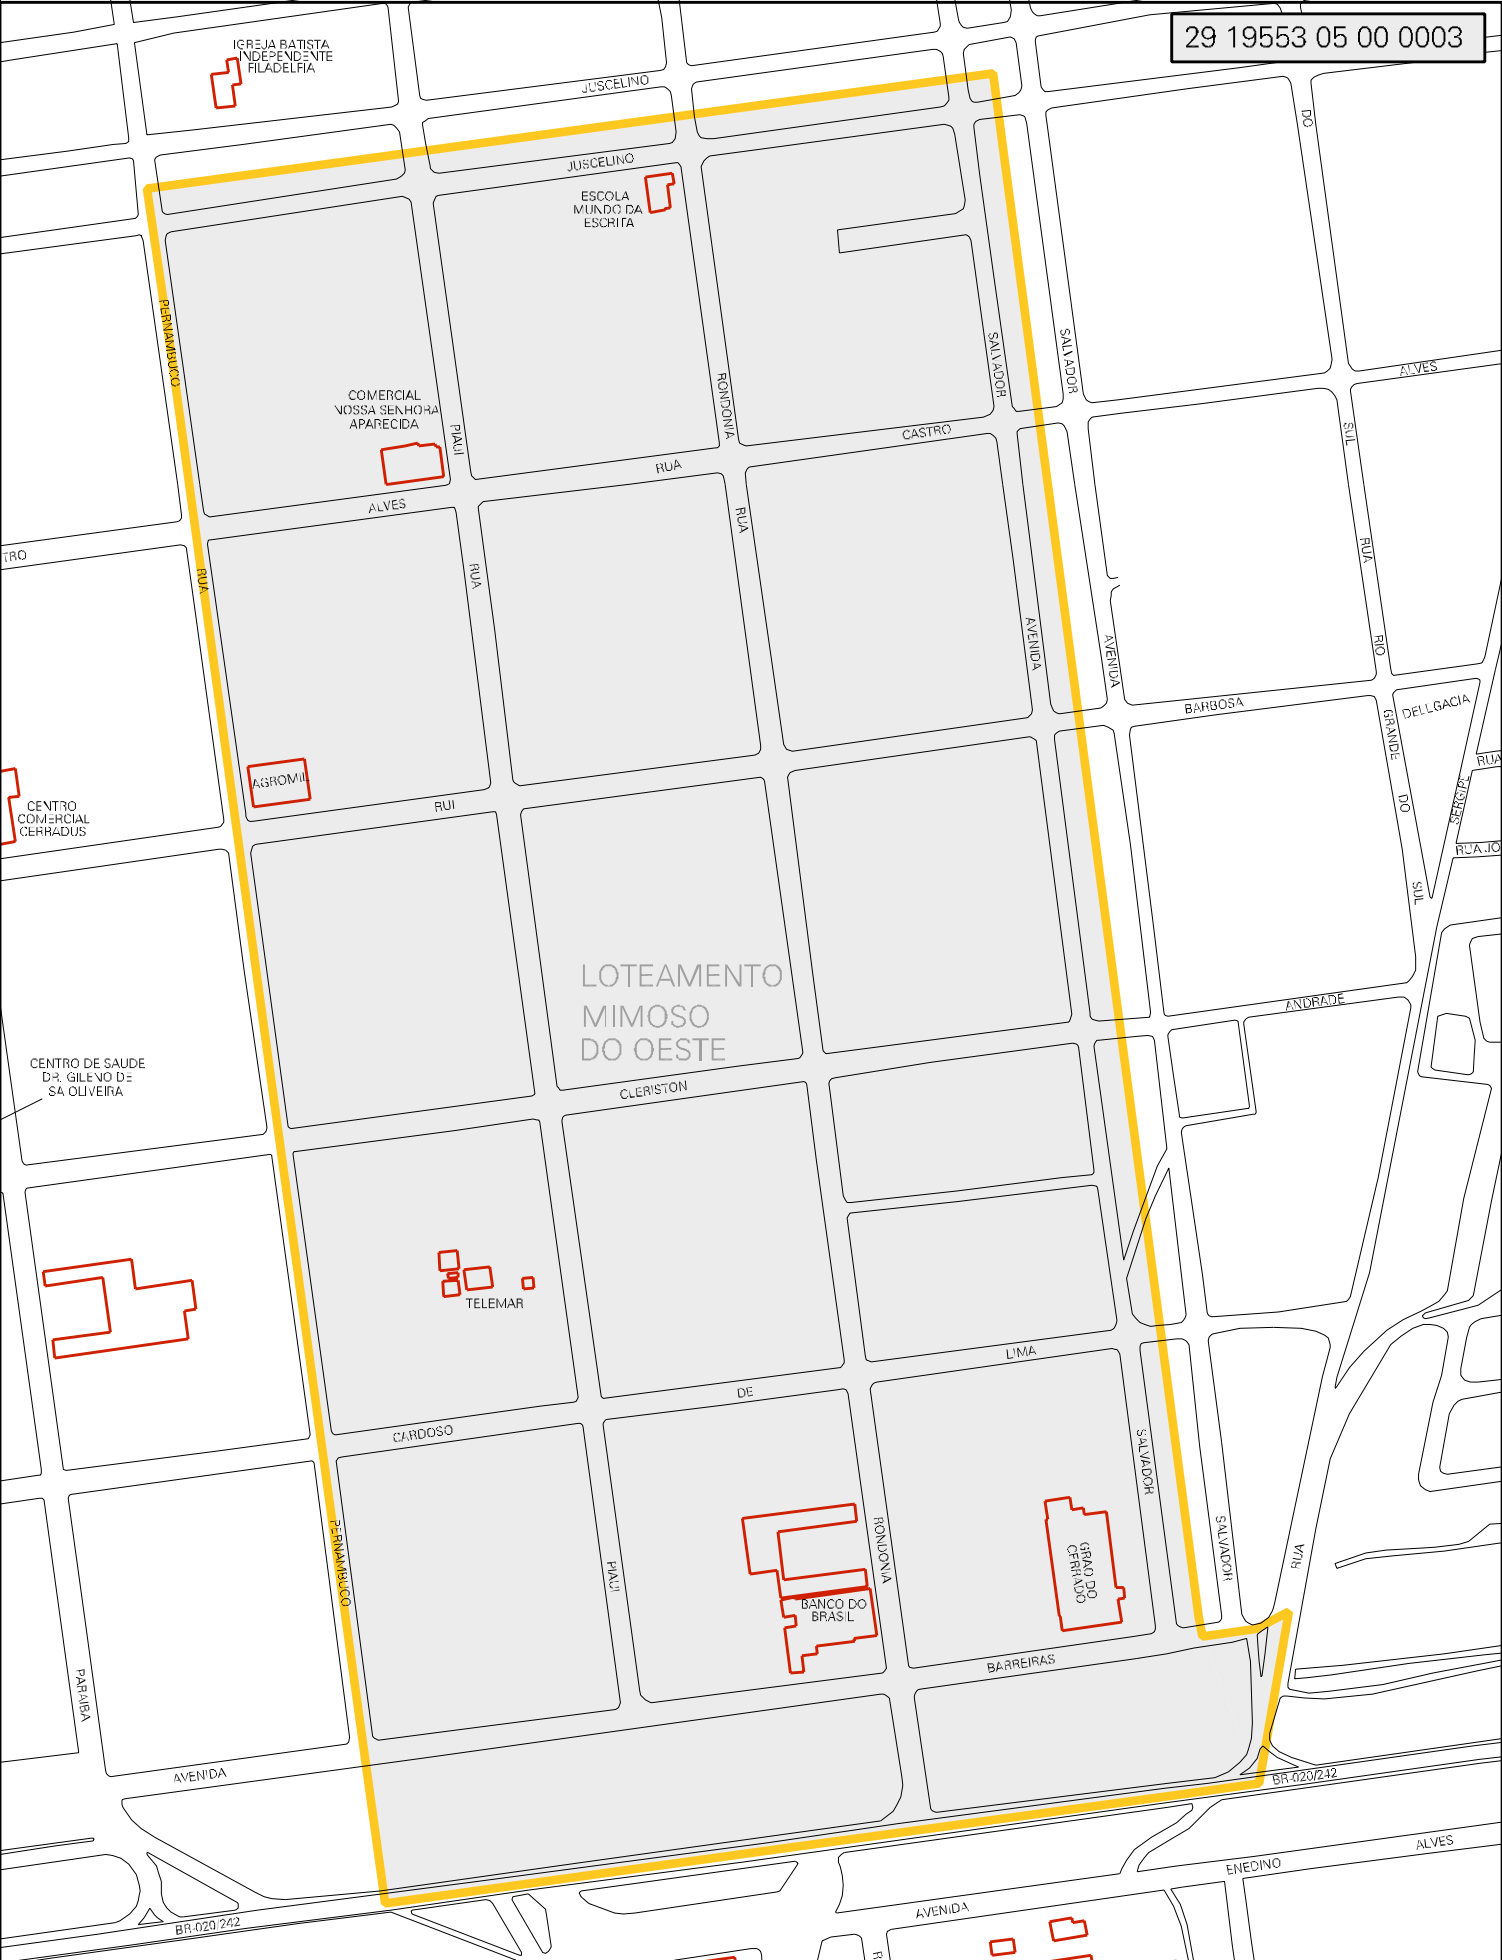 29 19553 05 00 0003
IGREJA BATISTA
INDEPENDENTE
FILADELFIA
JUSCELINO
DO
JUSCELINO
ESCOLA
MUNDO DA
ESCRITA
PERNAMBUCO
SALVADOR
SALVADOR
ALVES
COMERCIAL
NOSSA SENHORA
APARECIDA
RONDONIA
PIAUI
CASTRO
SUL
RUA
ALVES
RUA
TRO
RUA
RUA
RUA
AVENIDA
AVENIDA
RIO
BARBOSA
GRANDE
DELEGACIA
RUA
AGROMIL
RUI
DO
SERGIPE
CENTRO
COMERCIAL
CERRADUS
RUA JO
SUL
LOTEAMENTO
MIMOSO
DO OESTE
ANDRADE
CENTRO DE SAUDE
DR. GILENO DE
SA OLIVEIRA
CLERISTON
TELEMAR
LIMA
DE
CARDOSO
SALVADOR
PERNAMBUCO
PIAUI
RONDONIA
GRAO DO
CERRADO
SALVADOR
RUA
BANCO DO
BRASIL
BARREIRAS
PARAIBA
AVENIDA
BR-020/242
ALVES
ENEDINO
AVENIDA
BR-020/242
R